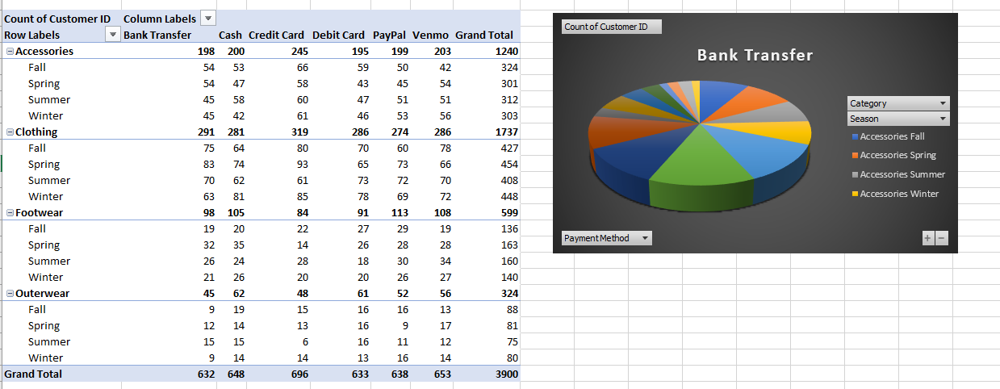 Count of Customer ID Column Labels
Row Labels Bank Transfer Cash Credit Card Debit Card PayPal Venmo Grand Total
Accessories 198 200 245 195 199 203 1240
Fall 54 53 66 59 50 42 324
Spring 54 47 58 43 45 54 301
Summer 45 58 60 47 51 51 312
Winter 45 42 61 46 53 56 303
Clothing 291 281 319 286 274 286 1737
Fall 75 64 80 70 60 78 427
Spring 83 74 93 65 73 66 454
Summer 70 62 61 73 72 70 408
Winter 63 81 85 78 69 72 448
Footwear 98 105 84 91 113 108 599
Fall 19 20 22 27 29 19 136
Spring 32 35 14 26 28 28 163
Summer 26 24 28 18 30 34 160
Winter 21 26 20 20 26 27 140
Outerwear 45 62 48 61 52 56 324
Fall 9 19 15 16 16 13 88
Spring 12 14 13 16 9 17 81
Summer 15 15 6 16 11 12 75
Winter 9 14 14 13 16 14 80
Grand Total 632 648 696 633 638 653 3900
Count of Customer ID
Bank Transfer
Category
Season
Accessories Fall
Accessories Spring
Accessories Summer
Accessories Winter
Payment Method